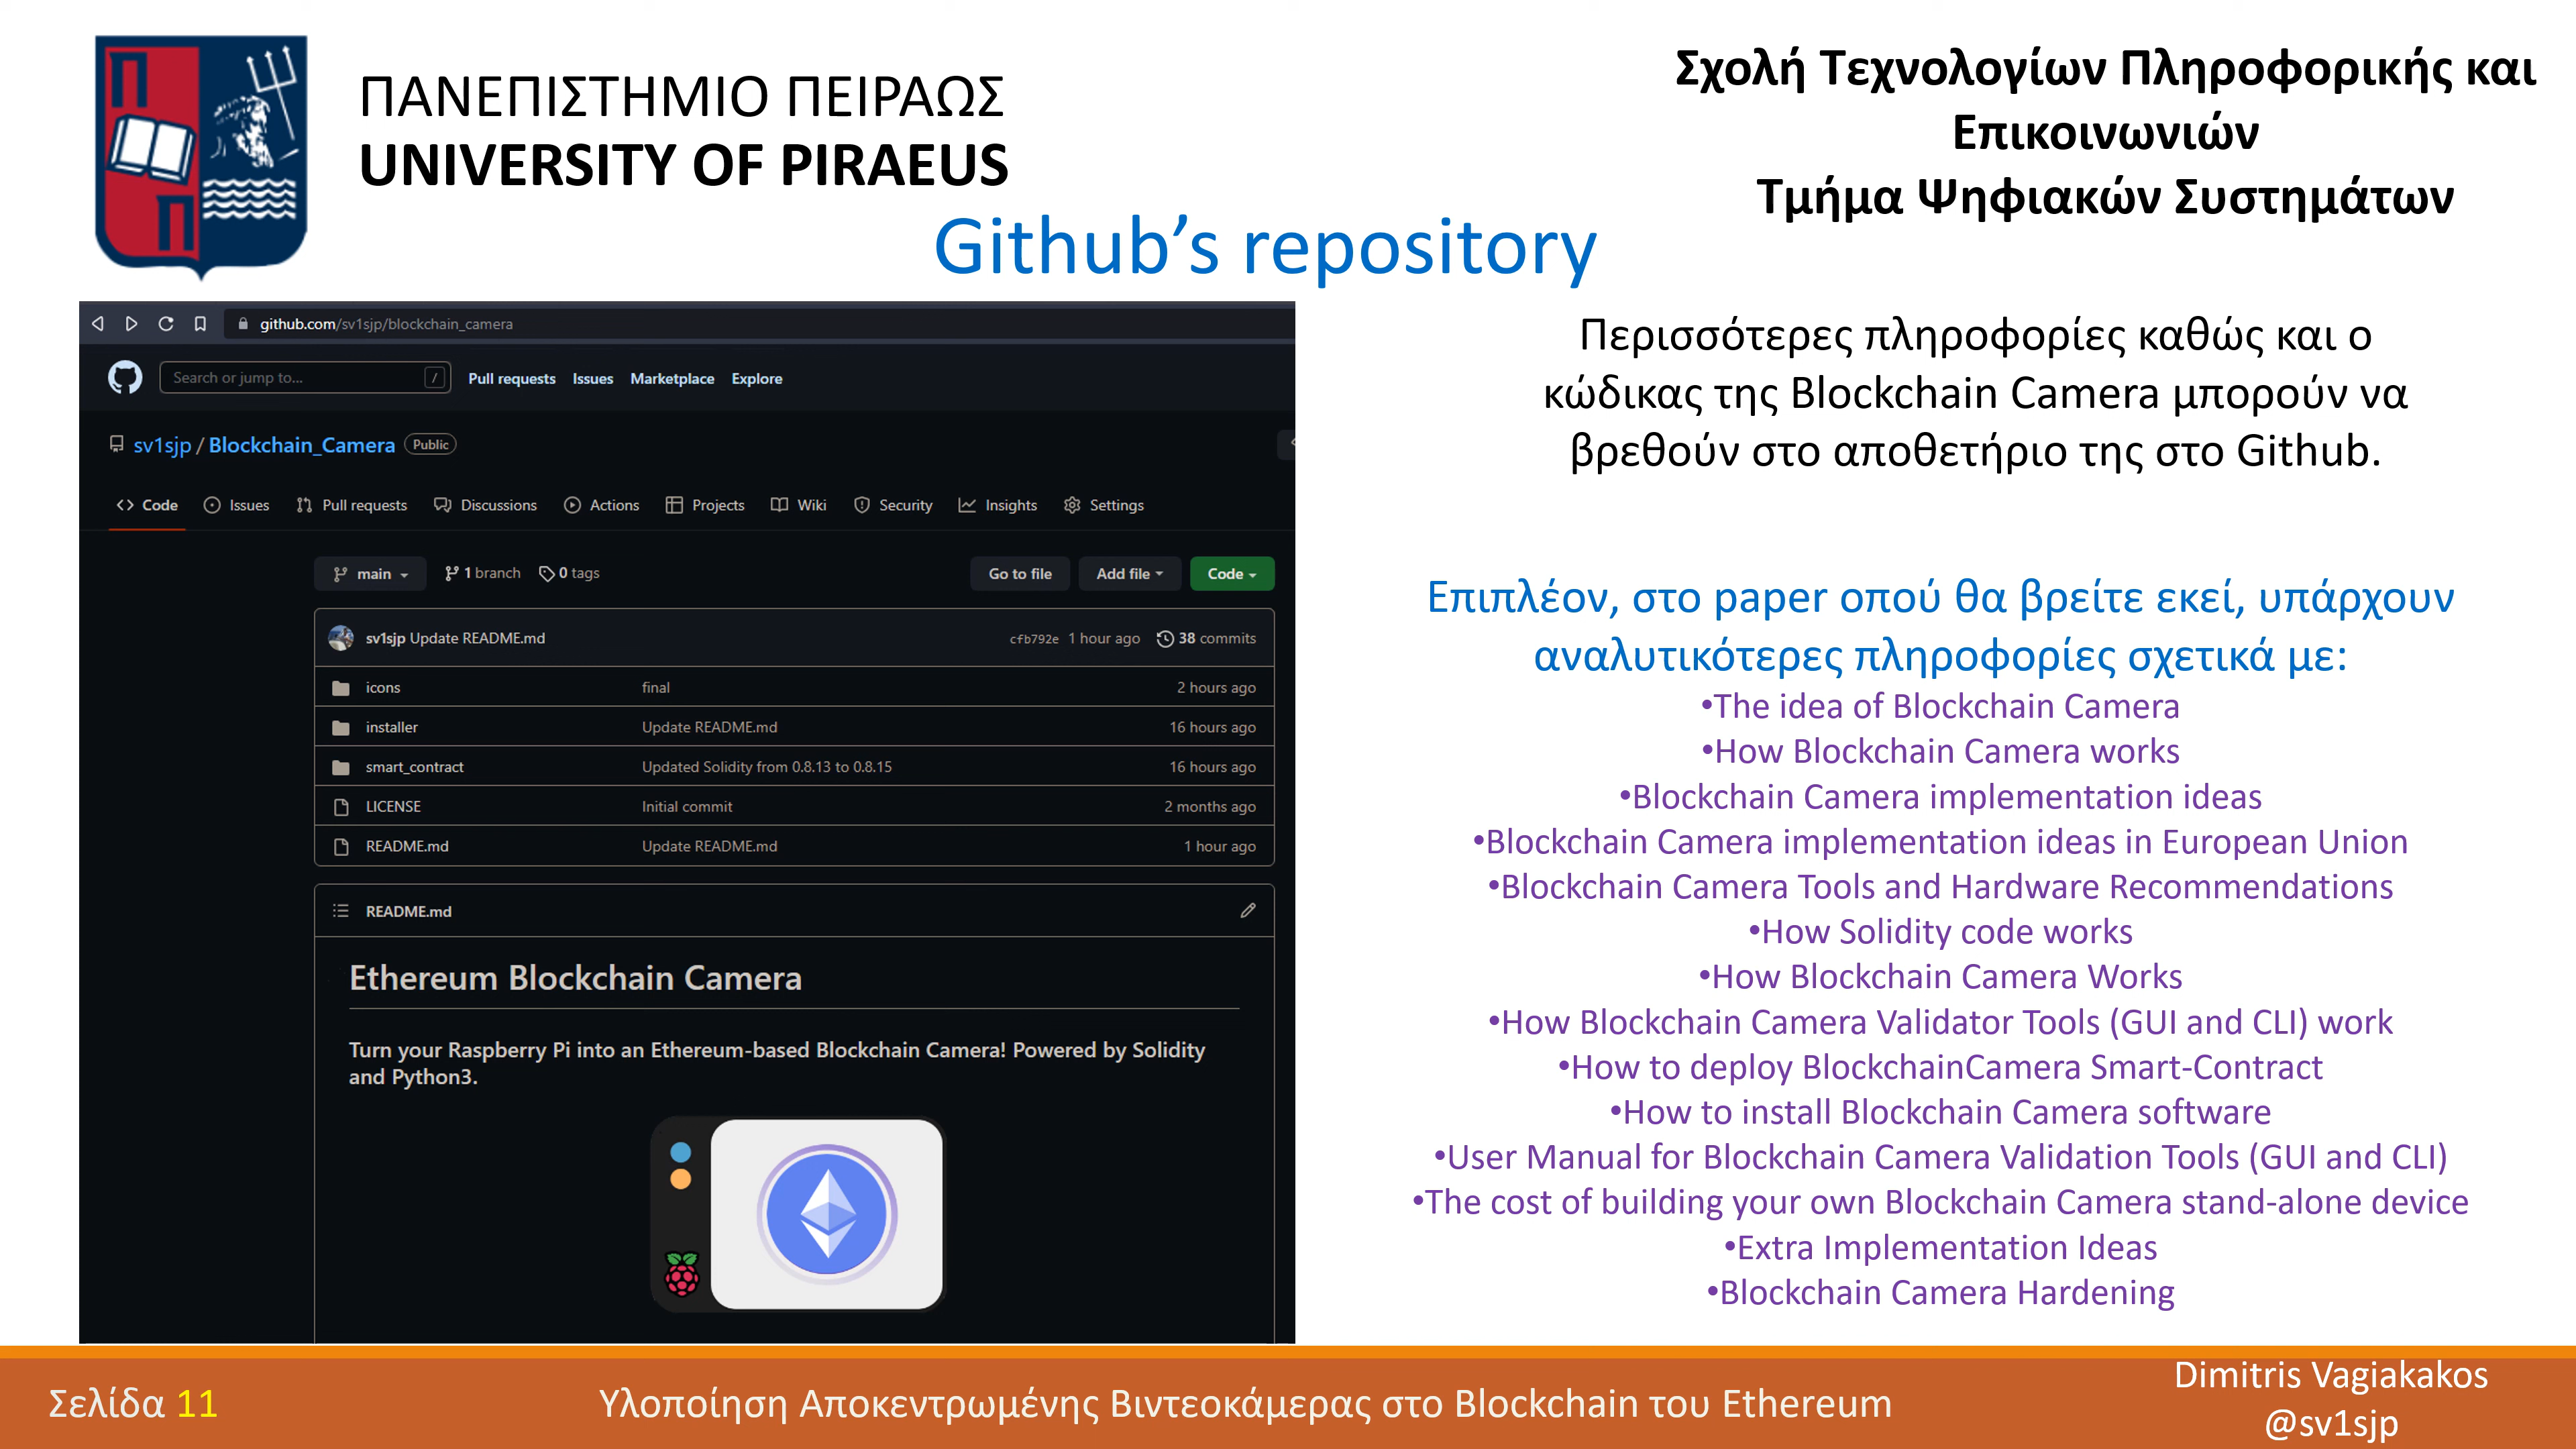 ΠΑΝΕΠΙΣΤΗΜΙΟ ΠΕΙΡΑΩΣ
UNIVERSITY OF PIRAEUS
Σχολή Τεχνολογίων Πληροφορικής και
Επικοινωνιών
Τμήμα Ψηφιακών Συστημάτων
Github’s repository
github.com/sv1sjp/blockchain_camera
Search or jump to... /
Pull requests Issues Marketplace Explore
sv1sjp / Blockchain_Camera Public
<> Code Issues Pull requests Discussions Actions Projects Wiki Security Insights Settings
main 1 branch 0 tags Go to file Add file Code
sv1sjp Update README.md cfb792e 1 hour ago 38 commits
icons final 2 hours ago
installer Update README.md 16 hours ago
smart_contract Updated Solidity from 0.8.13 to 0.8.15 16 hours ago
LICENSE Initial commit 2 months ago
README.md Update README.md 1 hour ago
README.md
Ethereum Blockchain Camera
Turn your Raspberry Pi into an Ethereum-based Blockchain Camera! Powered by Solidity
and Python3.
Περισσότερες πληροφορίες καθώς και ο
κώδικας της Blockchain Camera μπορούν να
βρεθούν στο αποθετήριο της στο Github.
Επιπλέον, στο paper οπού θα βρείτε εκεί, υπάρχουν
αναλυτικότερες πληροφορίες σχετικά με:
•The idea of Blockchain Camera
•How Blockchain Camera works
•Blockchain Camera implementation ideas
•Blockchain Camera implementation ideas in European Union
•Blockchain Camera Tools and Hardware Recommendations
•How Solidity code works
•How Blockchain Camera Works
•How Blockchain Camera Validator Tools (GUI and CLI) work
•How to deploy BlockchainCamera Smart-Contract
•How to install Blockchain Camera software
•User Manual for Blockchain Camera Validation Tools (GUI and CLI)
•The cost of building your own Blockchain Camera stand-alone device
•Extra Implementation Ideas
•Blockchain Camera Hardening
Σελίδα 11
Υλοποίηση Αποκεντρωμένης Βιντεοκάμερας στο Blockchain του Ethereum
Dimitris Vagiakakos
@sv1sjp